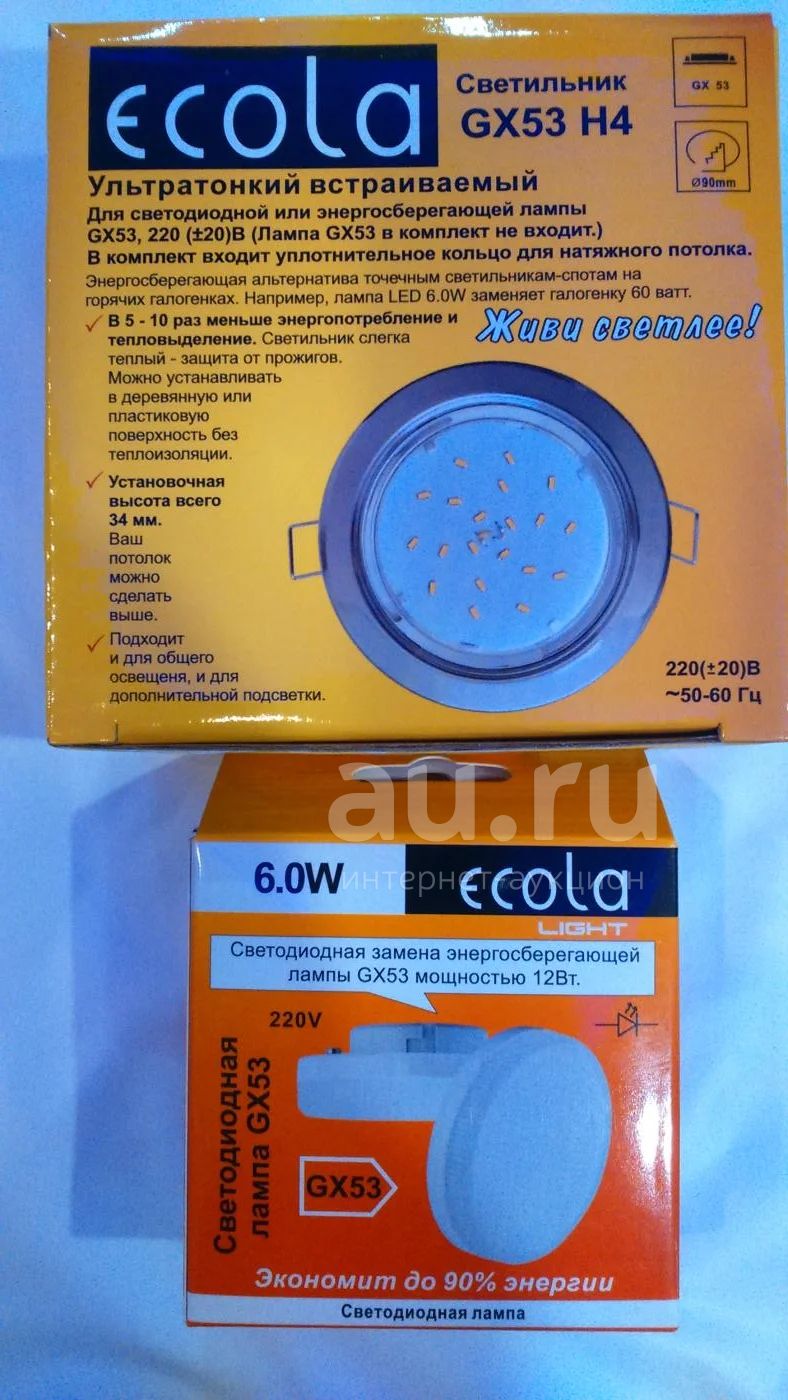 ecola
Светильник
GX53 H4
GX 53
Ø90mm
Ультратонкий встраиваемый
Для светодиодной или энергосберегающей лампы
GX53, 220 (±20)В (Лампа GX53 в комплект не входит.)
В комплект входит уплотнительное кольцо для натяжного потолка.
Энергосберегающая альтернатива точечным светильникам-спотам на
горячих галогенках. Например, лампа LED 6.0W заменяет галогенку 60 ватт.
В 5 - 10 раз меньше энергопотребление и
тепловыделение. Светильник слегка
теплый - защита от прожигов.
Живи светлее!
Можно устанавливать
в деревянную или
пластиковую
поверхность без
теплоизоляции.
Установочная
высота всего
34 мм.
Ваш
потолок
можно
сделать
выше.
Подходит
и для общего
освещеня, и для
дополнительной подсветки.
220(±20)В
~50-60 Гц
au.ru
интернет-аукцион
6.0W
ecola
LIGHT
Светодиодная замена энергосберегающей
лампы GX53 мощностью 12Вт.
220V
Светодиодная
лампа GX53
GX53
Экономит до 90% энергии
Светодиодная лампа